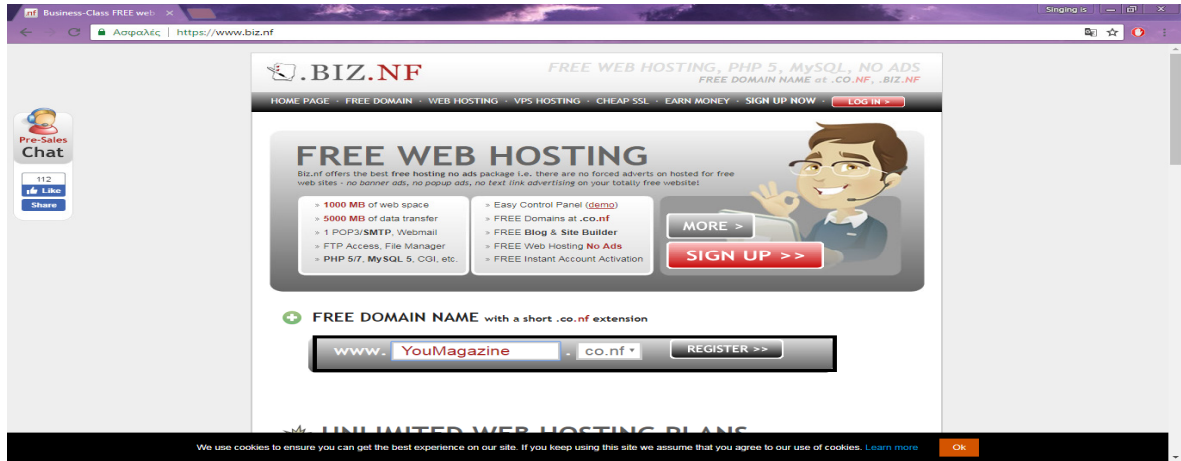 .nf Business-Class FREE web
Singing is
Ασφαλές | https://www.biz.nf
.BIZ.NF
FREE WEB HOSTING, PHP 5, MySQL, NO ADS
FREE DOMAIN NAME at .CO.NF, .BIZ.NF
HOME PAGE · FREE DOMAIN · WEB HOSTING · VPS HOSTING · CHEAP SSL · EARN MONEY · SIGN UP NOW · LOG IN >
Pre-Sales
Chat
112
Like
Share
FREE WEB HOSTING
Biz.nf offers the best free hosting no ads package i.e. there are no forced adverts on hosted for free
web sites - no banner ads, no popup ads, no text link advertising on your totally free website!
» 1000 MB of web space
» 5000 MB of data transfer
» 1 POP3/SMTP, Webmail
» FTP Access, File Manager
» PHP 5/7, MySQL 5, CGI, etc.
» Easy Control Panel (demo)
» FREE Domains at .co.nf
» FREE Blog & Site Builder
» FREE Web Hosting No Ads
» FREE Instant Account Activation
MORE >
SIGN UP >>
FREE DOMAIN NAME with a short .co.nf extension
www. YouMagazine . co.nf REGISTER >>
UNLIMITED WEB HOSTING PLANS
We use cookies to ensure you can get the best experience on our site. If you keep using this site we assume that you agree to our use of cookies. Learn more Ok